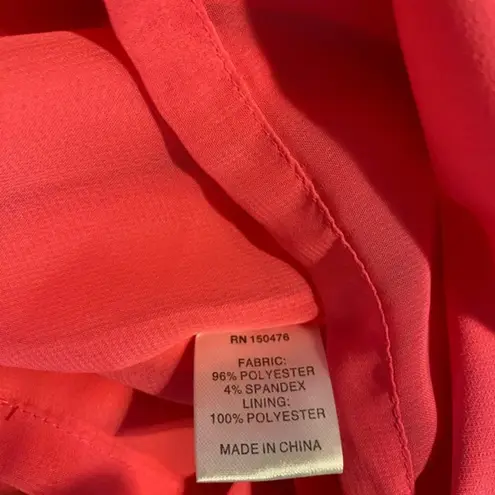 RN 150476
FABRIC:
96% POLYESTER
4% SPANDEX
LINING:
100% POLYESTER
MADE IN CHINA